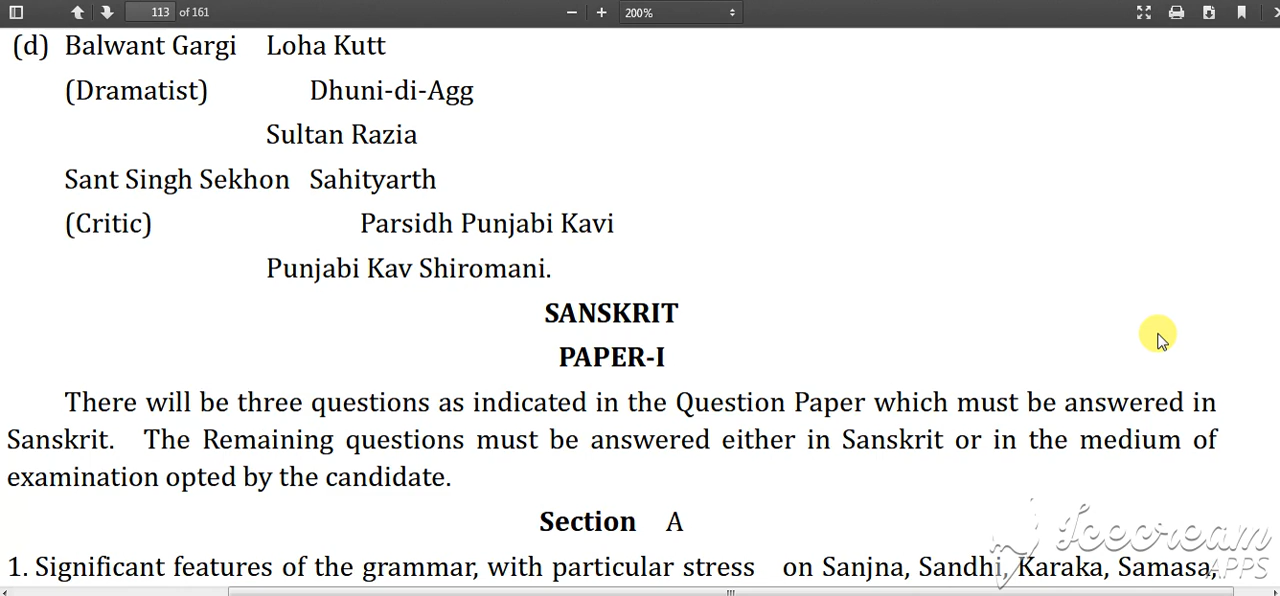 113 of 161
200%
(d) Balwant Gargi Loha Kutt
(Dramatist) Dhuni-di-Agg
Sultan Razia
Sant Singh Sekhon Sahityarth
(Critic) Parsidh Punjabi Kavi
Punjabi Kav Shiromani.
SANSKRIT
PAPER-I
There will be three questions as indicated in the Question Paper which must be answered in
Sanskrit. The Remaining questions must be answered either in Sanskrit or in the medium of
examination opted by the candidate.
Section A
1. Significant features of the grammar, with particular stress on Sanjna, Sandhi, Karaka, Samasa,
Icecream
APPS